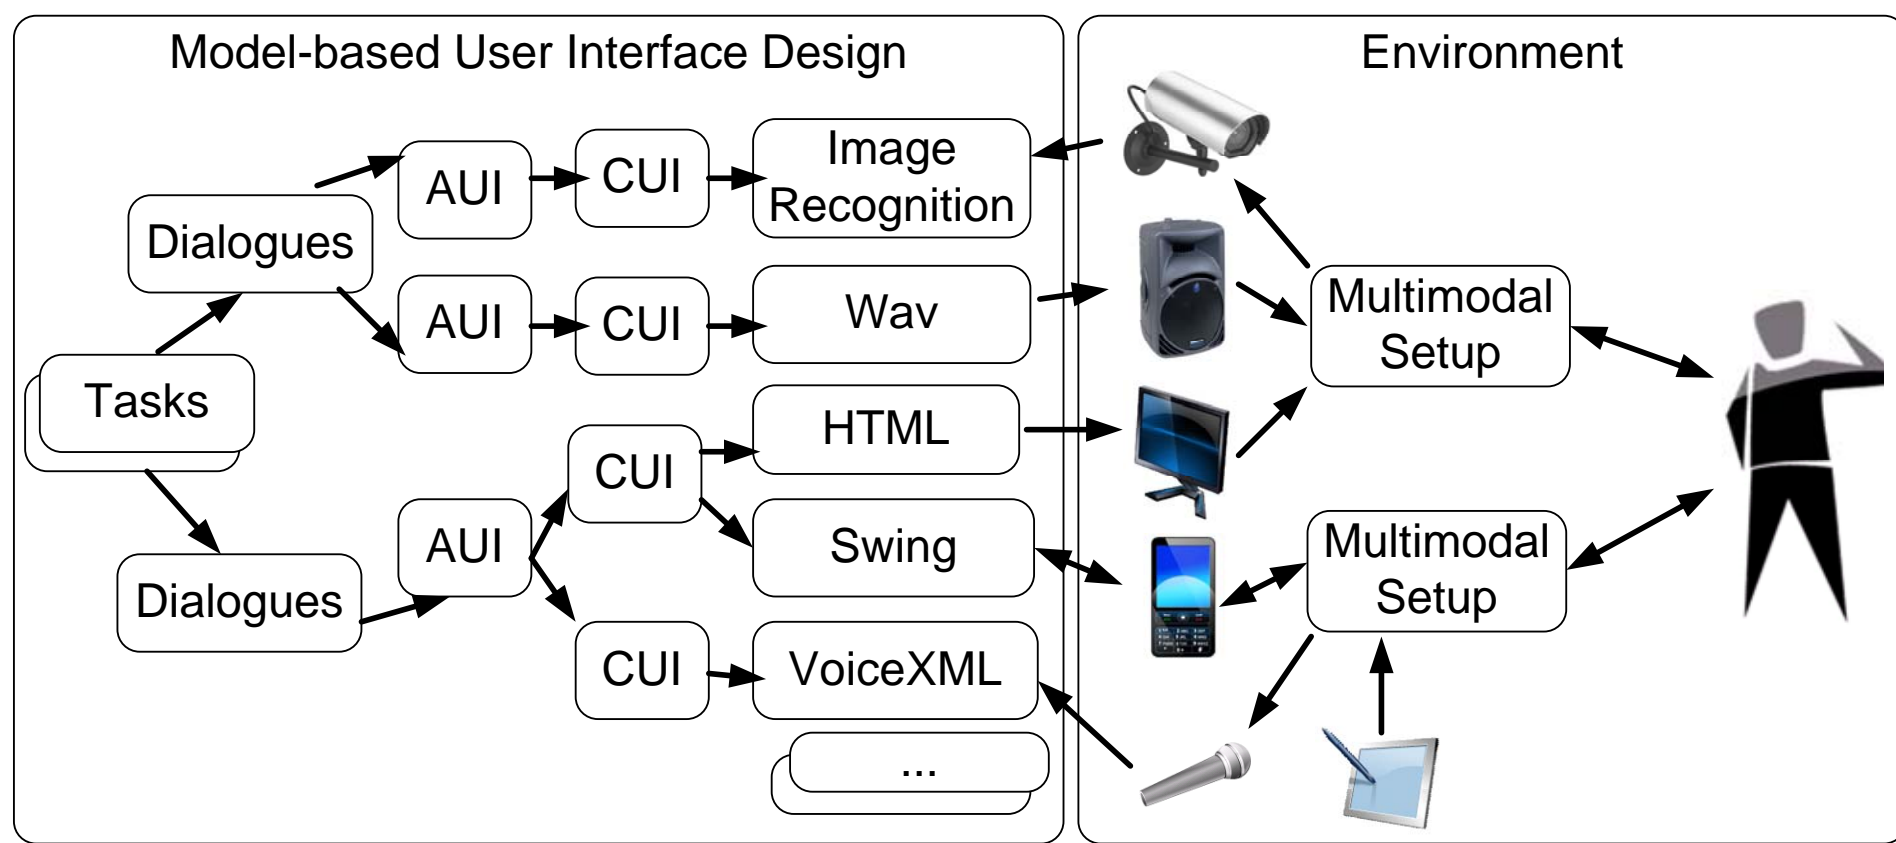 Model-based User Interface Design
Environment
AUI
CUI
Image
Recognition
Dialogues
AUI
CUI
Wav
Multimodal
Setup
Tasks
HTML
CUI
AUI
Swing
Multimodal
Setup
Dialogues
CUI
VoiceXML
...